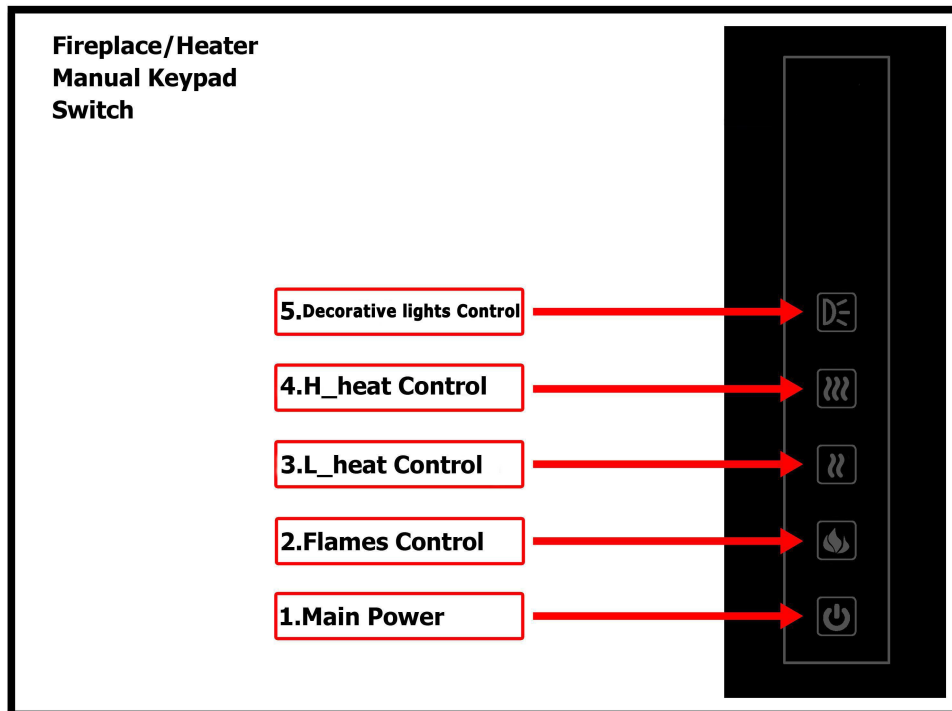 Fireplace/Heater
Manual Keypad
Switch
5.Decorative lights Control
4.H_heat Control
3.L_heat Control
2.Flames Control
1.Main Power